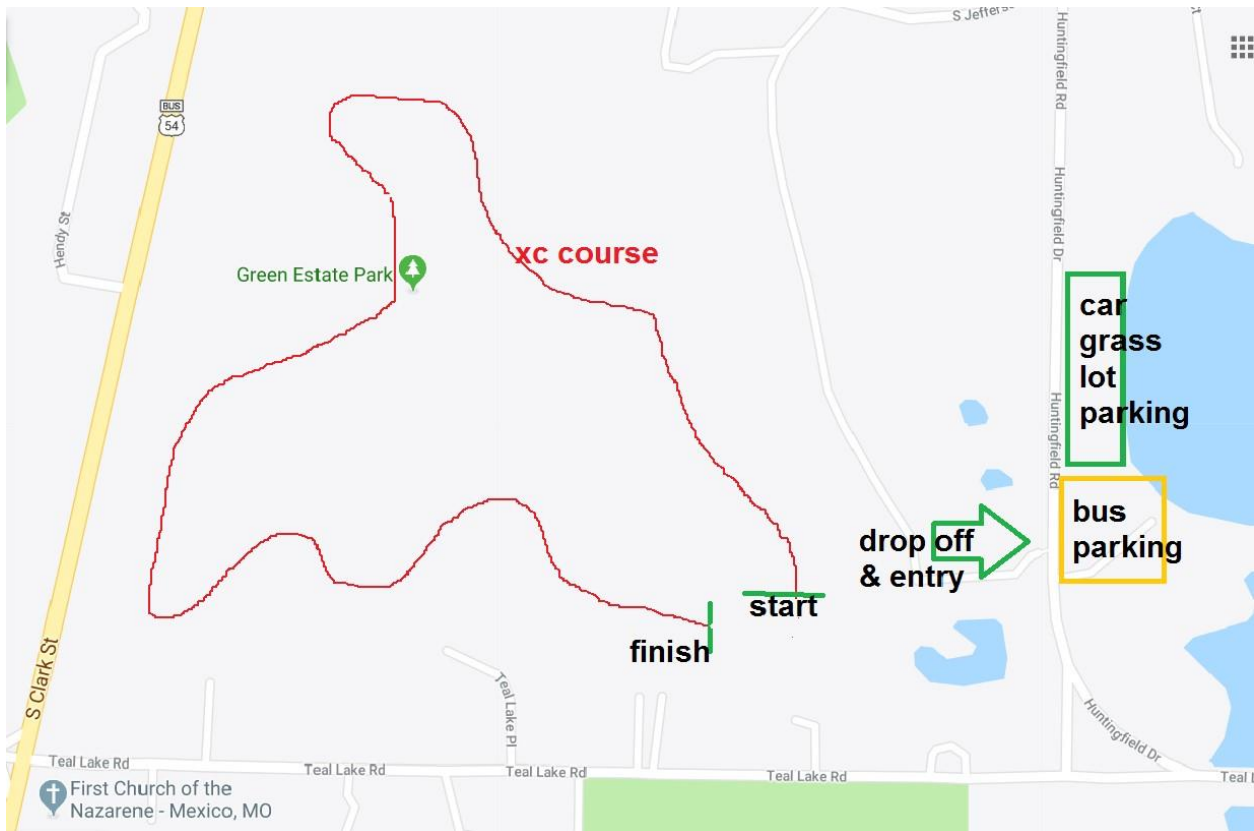 S Jefferso
Huntingfield Rd
BUS
54
Hendy St
Huntingfield Dr
xc course
Green Estate Park
car
grass
lot
parking
Huntingfield Rd
bus
parking
drop off
& entry
start
finish
S Clark St
Teal Lake Pl
Huntingfield Dr
Teal Lake Rd
Teal Lake Rd
Teal Lake Rd
Teal Lake Rd
Teal L
First Church of the
Nazarene - Mexico, MO